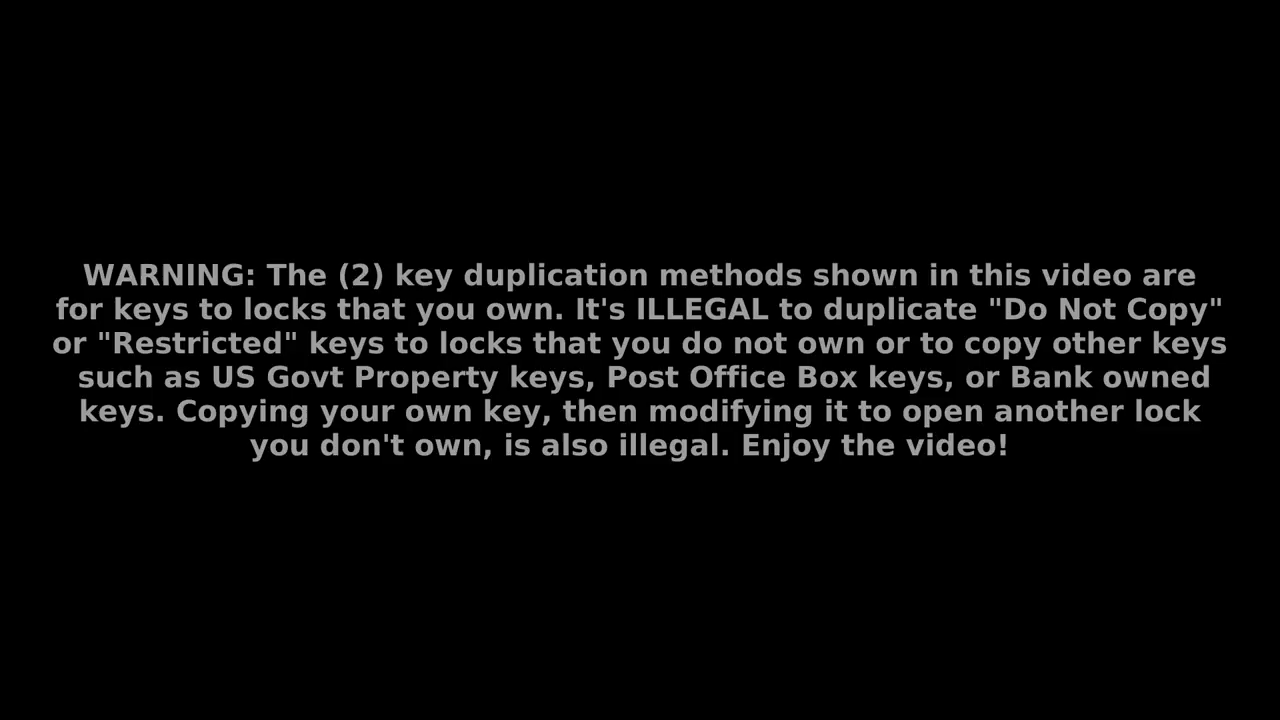 WARNING: The (2) key duplication methods shown in this video are
for keys to locks that you own. It's ILLEGAL to duplicate "Do Not Copy"
or "Restricted" keys to locks that you do not own or to copy other keys
such as US Govt Property keys, Post Office Box keys, or Bank owned
keys. Copying your own key, then modifying it to open another lock
you don't own, is also illegal. Enjoy the video!